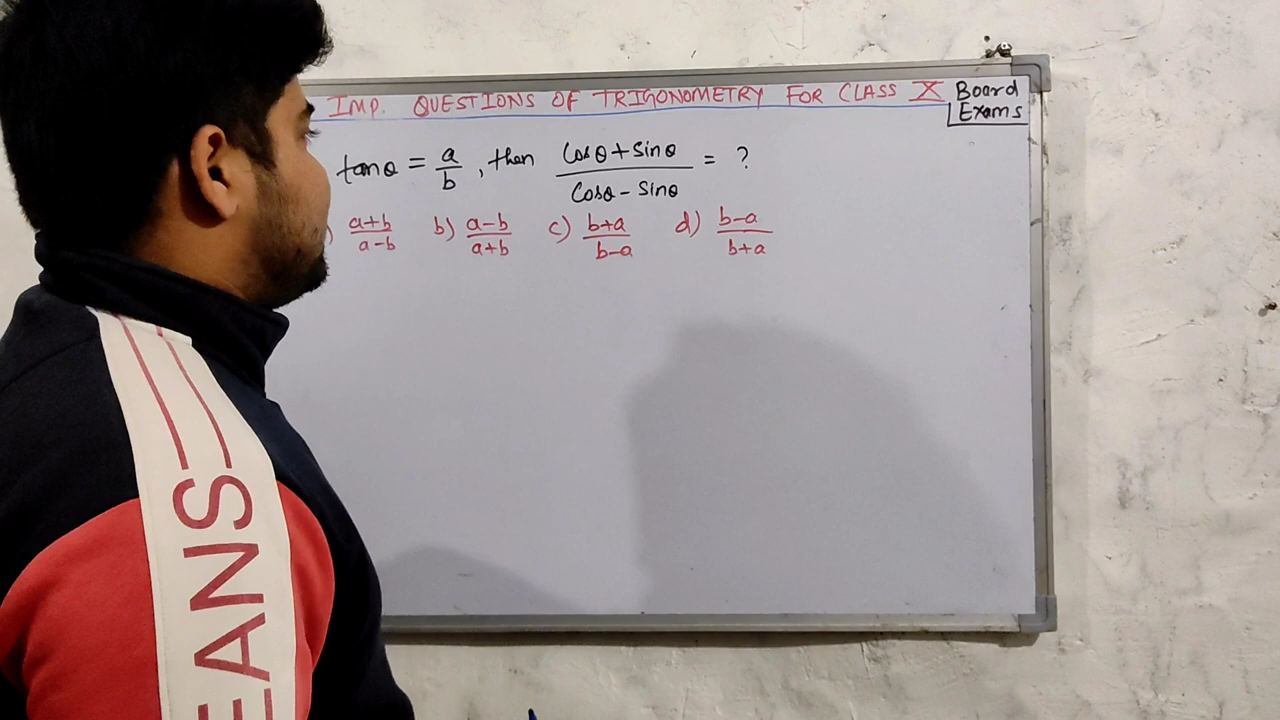 IMP. QUESTIONS OF TRIGONOMETRY FOR CLASS X
Board
Exams
tanθ = a/b , then (Cosθ + Sinθ)/(Cosθ - Sinθ) = ?
) (a+b)/(a-b) b) (a-b)/(a+b) c) (b+a)/(b-a) d) (b-a)/(b+a)
EANS